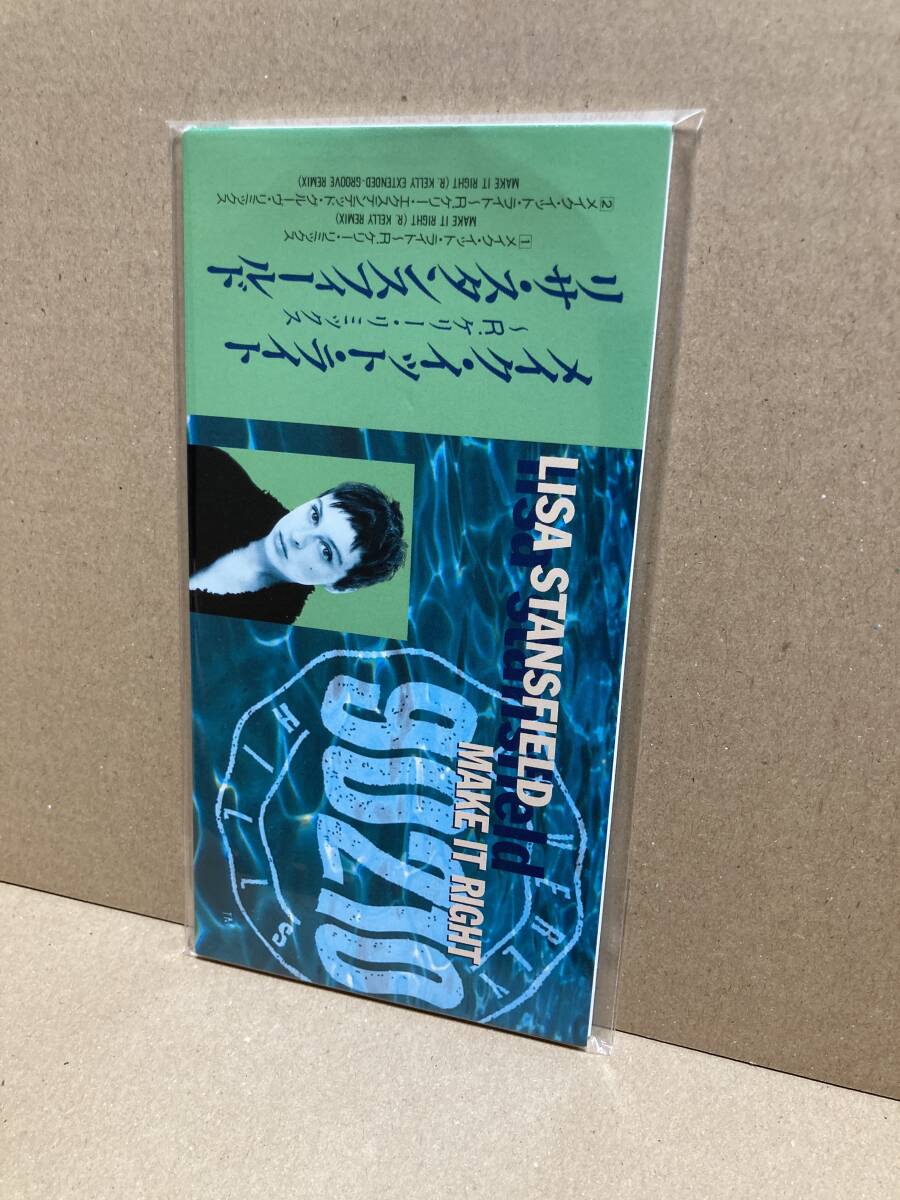 メイク・イット・ライト
〜R.ケリー・リミックス
リサ・スタンスフィールド
1 メイク・イット・ライト〜R.ケリー・リミックス
MAKE IT RIGHT (R. KELLY REMIX)
2 メイク・イット・ライト〜R.ケリー・エクステンデッド・グルーヴ・リミックス
MAKE IT RIGHT (R. KELLY EXTENDED-GROOVE REMIX)
LISA STANSFIELD
lisa stansfield
MAKE IT RIGHT
90210
HILLS